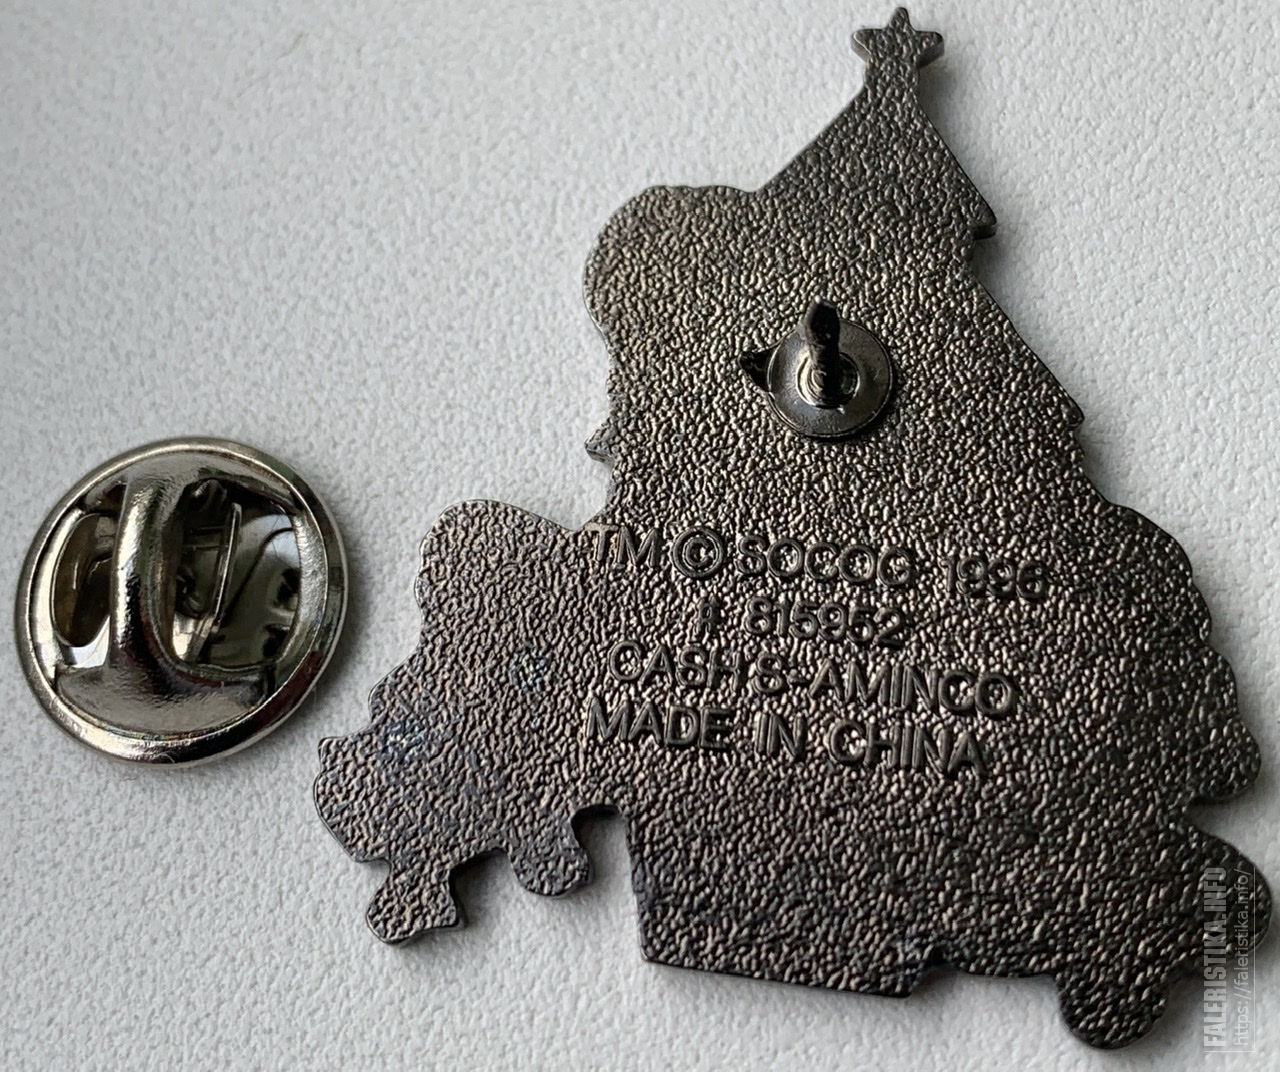 TM © SOCOG 1996
# 815952
CASH S-AMINCO
MADE IN CHINA
FALERISTIKA.INFO
https://faleristika.info/